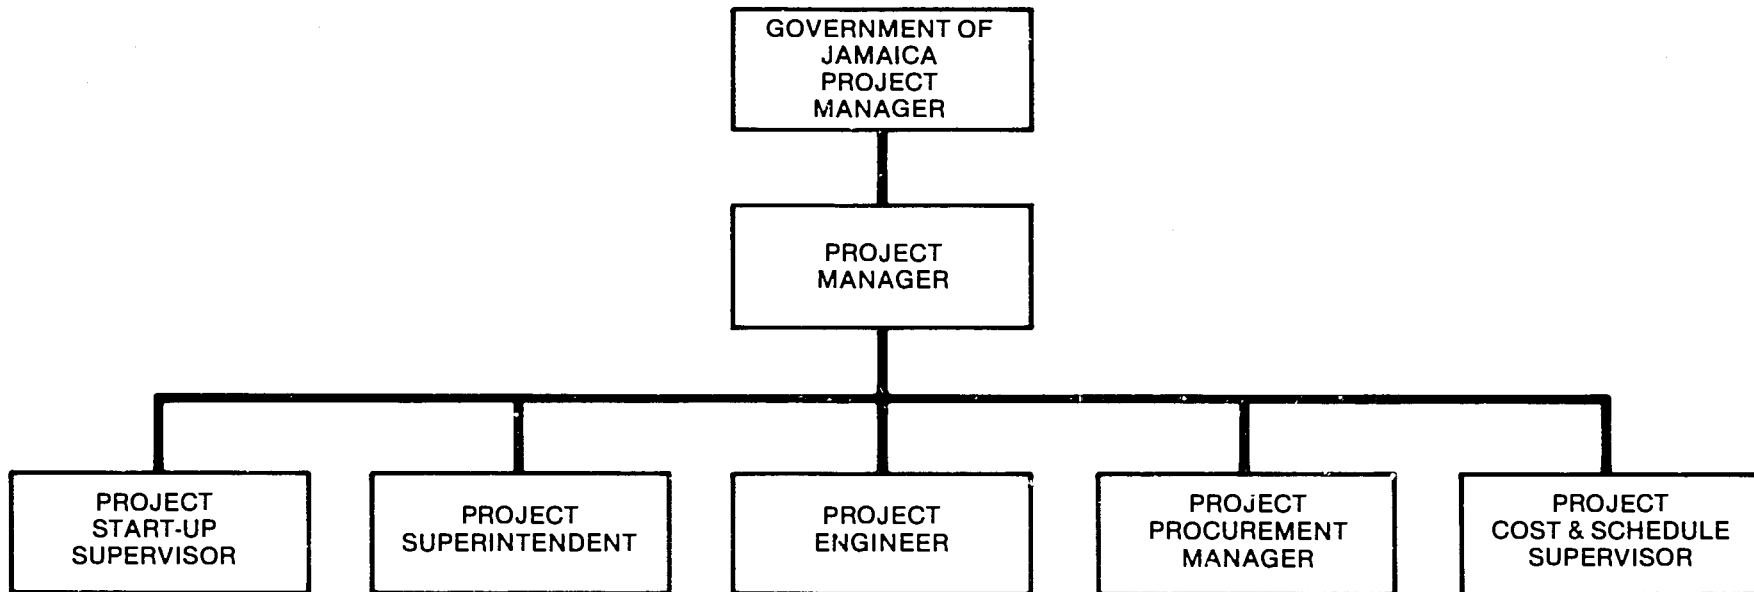 GOVERNMENT OF
JAMAICA
PROJECT
MANAGER
PROJECT
MANAGER
PROJECT
START-UP
SUPERVISOR
PROJECT
SUPERINTENDENT
PROJECT
ENGINEER
PROJECT
PROCUREMENT
MANAGER
PROJECT
COST & SCHEDULE
SUPERVISOR